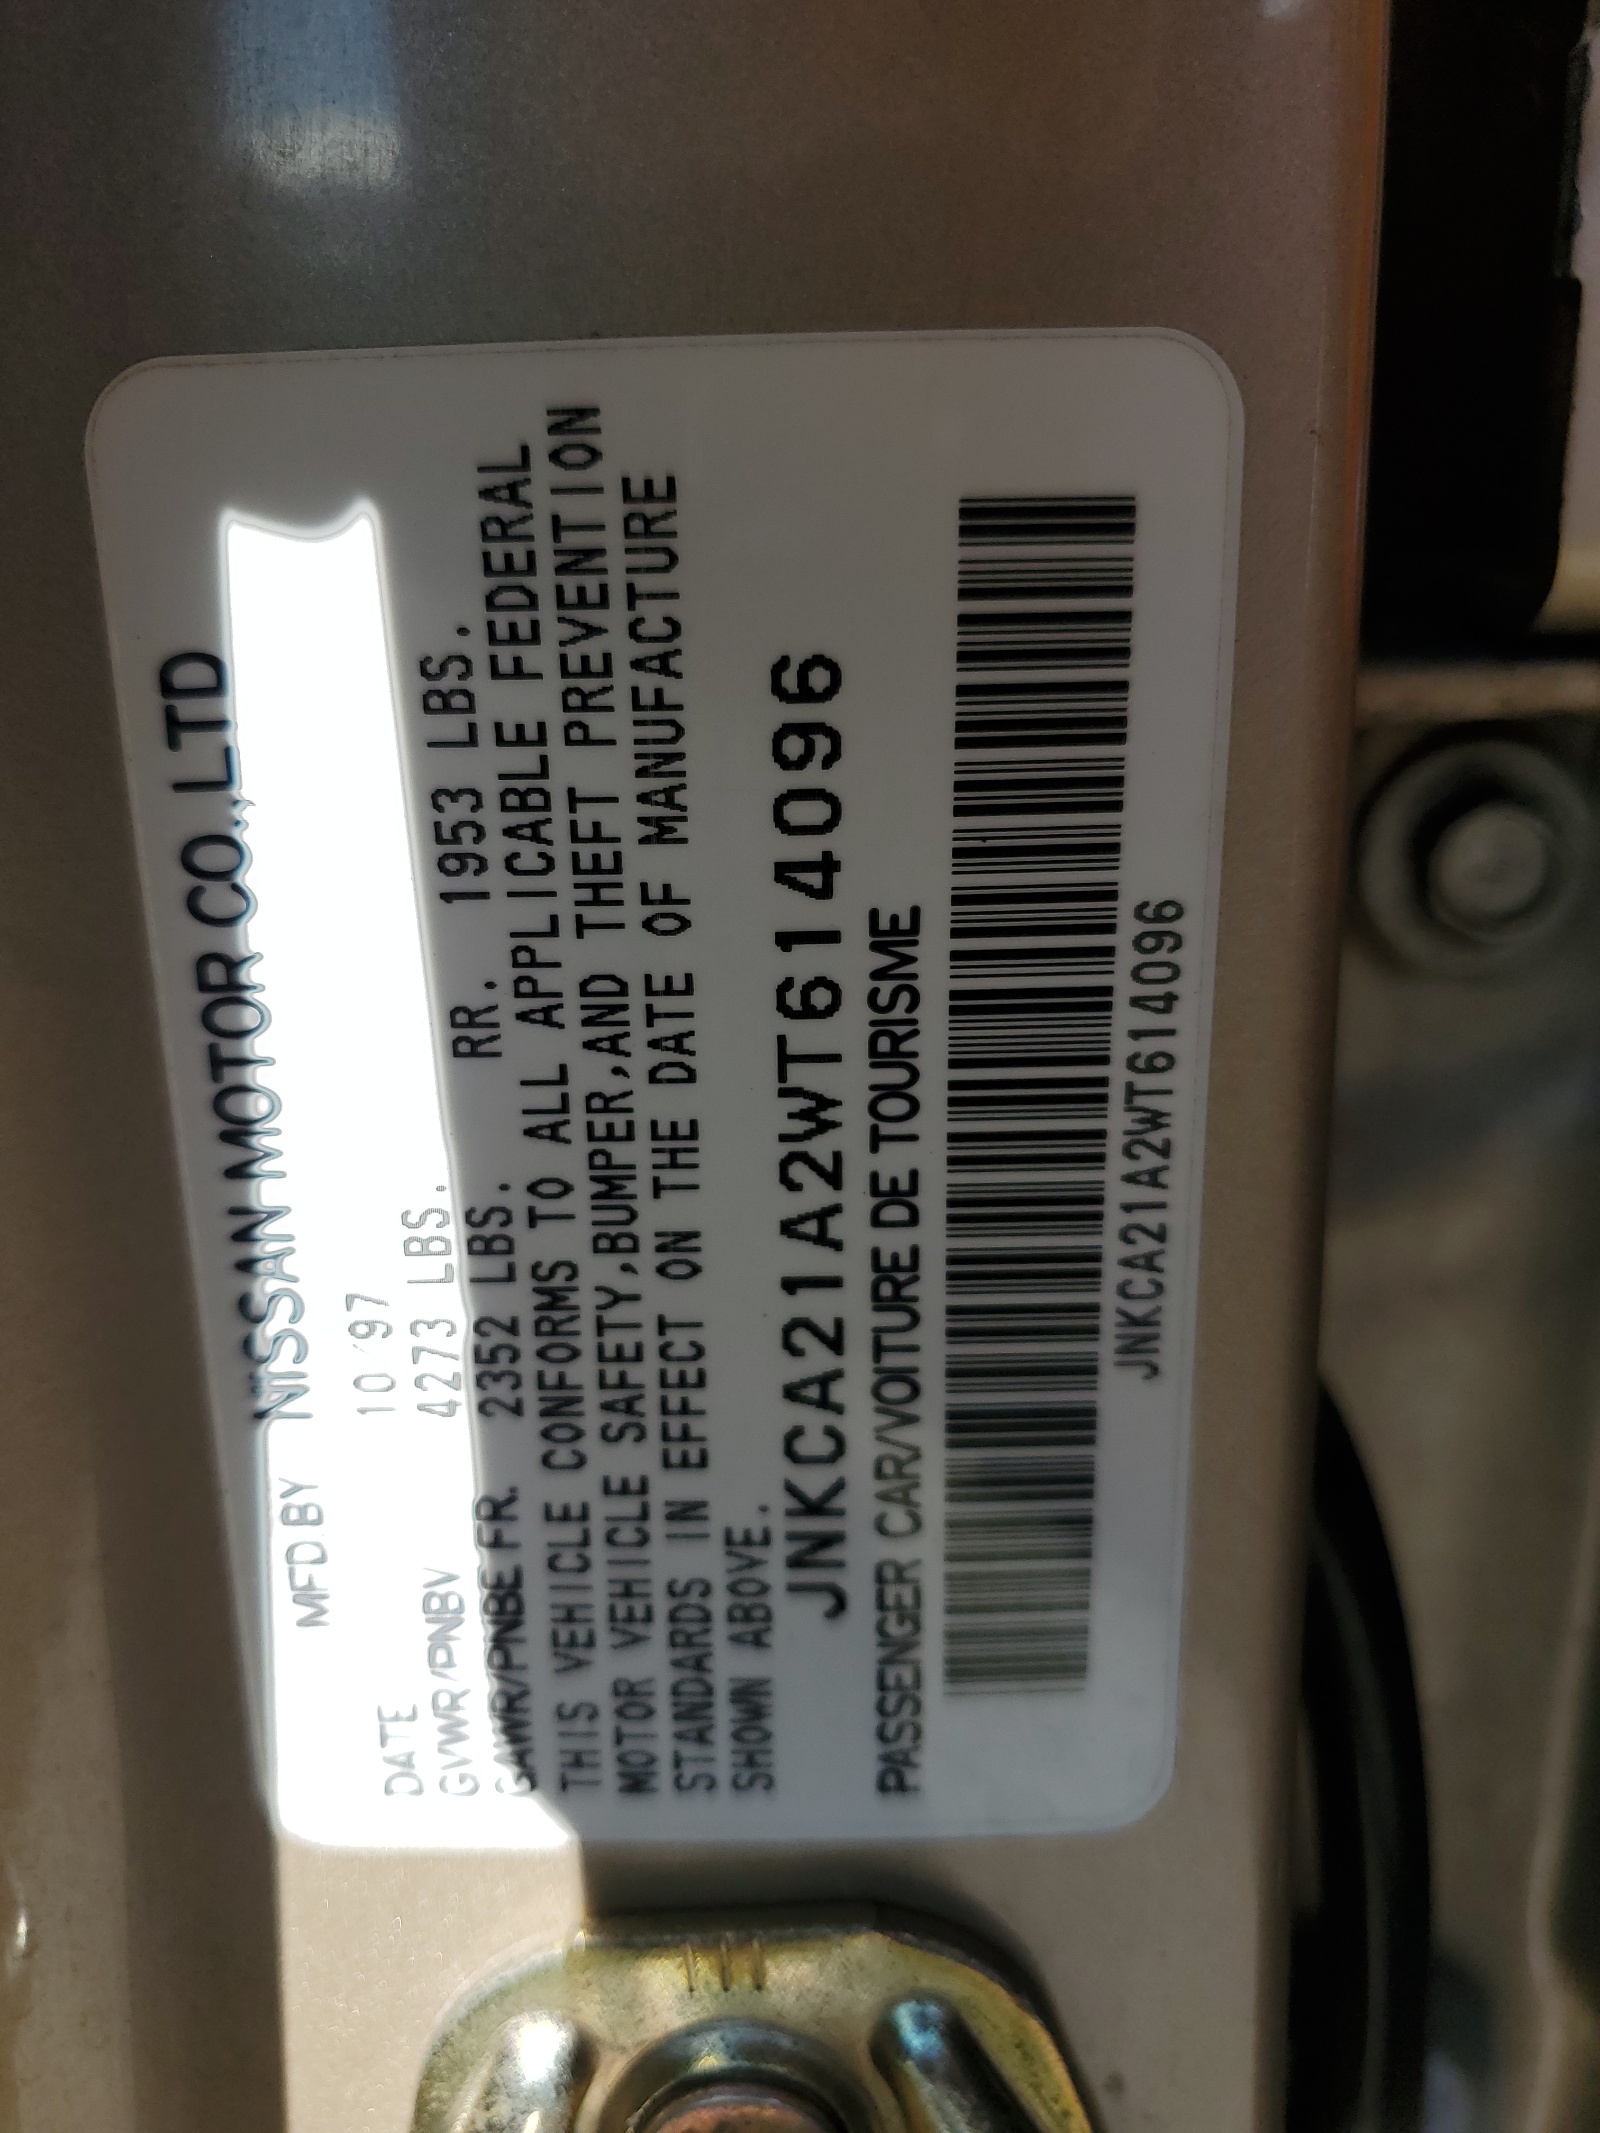 MFD.BY NISSAN MOTOR CO.,LTD
DATE 10/97
GVWR/PNBV 4273 LBS.
GAWR/PNBE FR. 2352 LBS. RR. 1953 LBS.
THIS VEHICLE CONFORMS TO ALL APPLICABLE FEDERAL
MOTOR VEHICLE SAFETY,BUMPER,AND THEFT PREVENTION
STANDARDS IN EFFECT ON THE DATE OF MANUFACTURE
SHOWN ABOVE.
JNKCA21A2WT614096
PASSENGER CAR/VOITURE DE TOURISME
JNKCA21A2WT614096